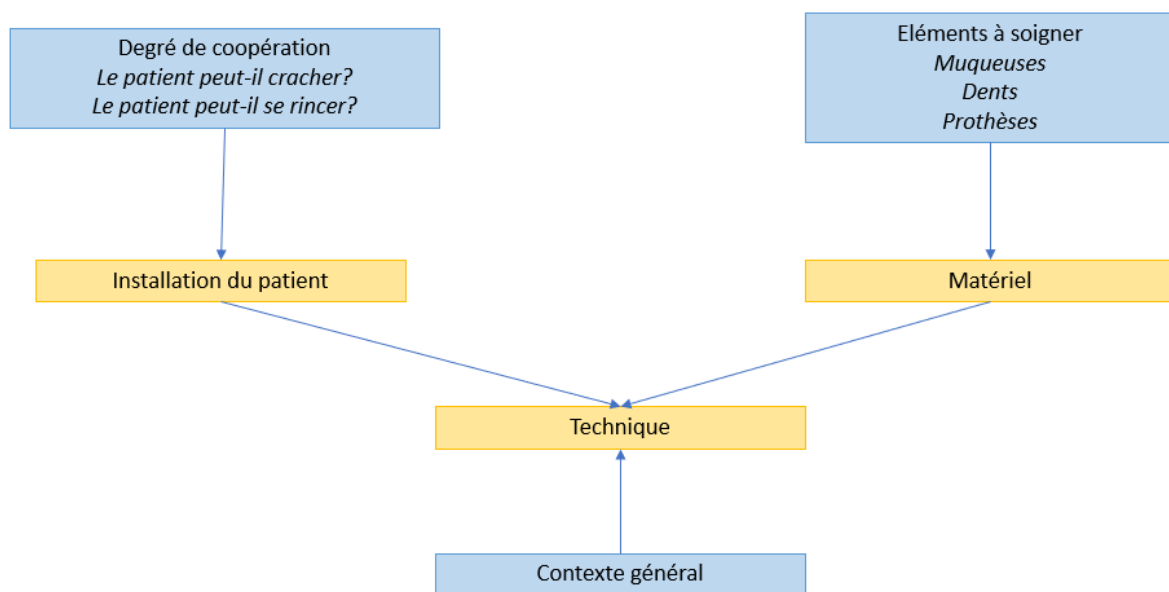 Degré de coopération
Le patient peut-il cracher?
Le patient peut-il se rincer?
Eléments à soigner
Muqueuses
Dents
Prothèses
Installation du patient
Matériel
Technique
Contexte général